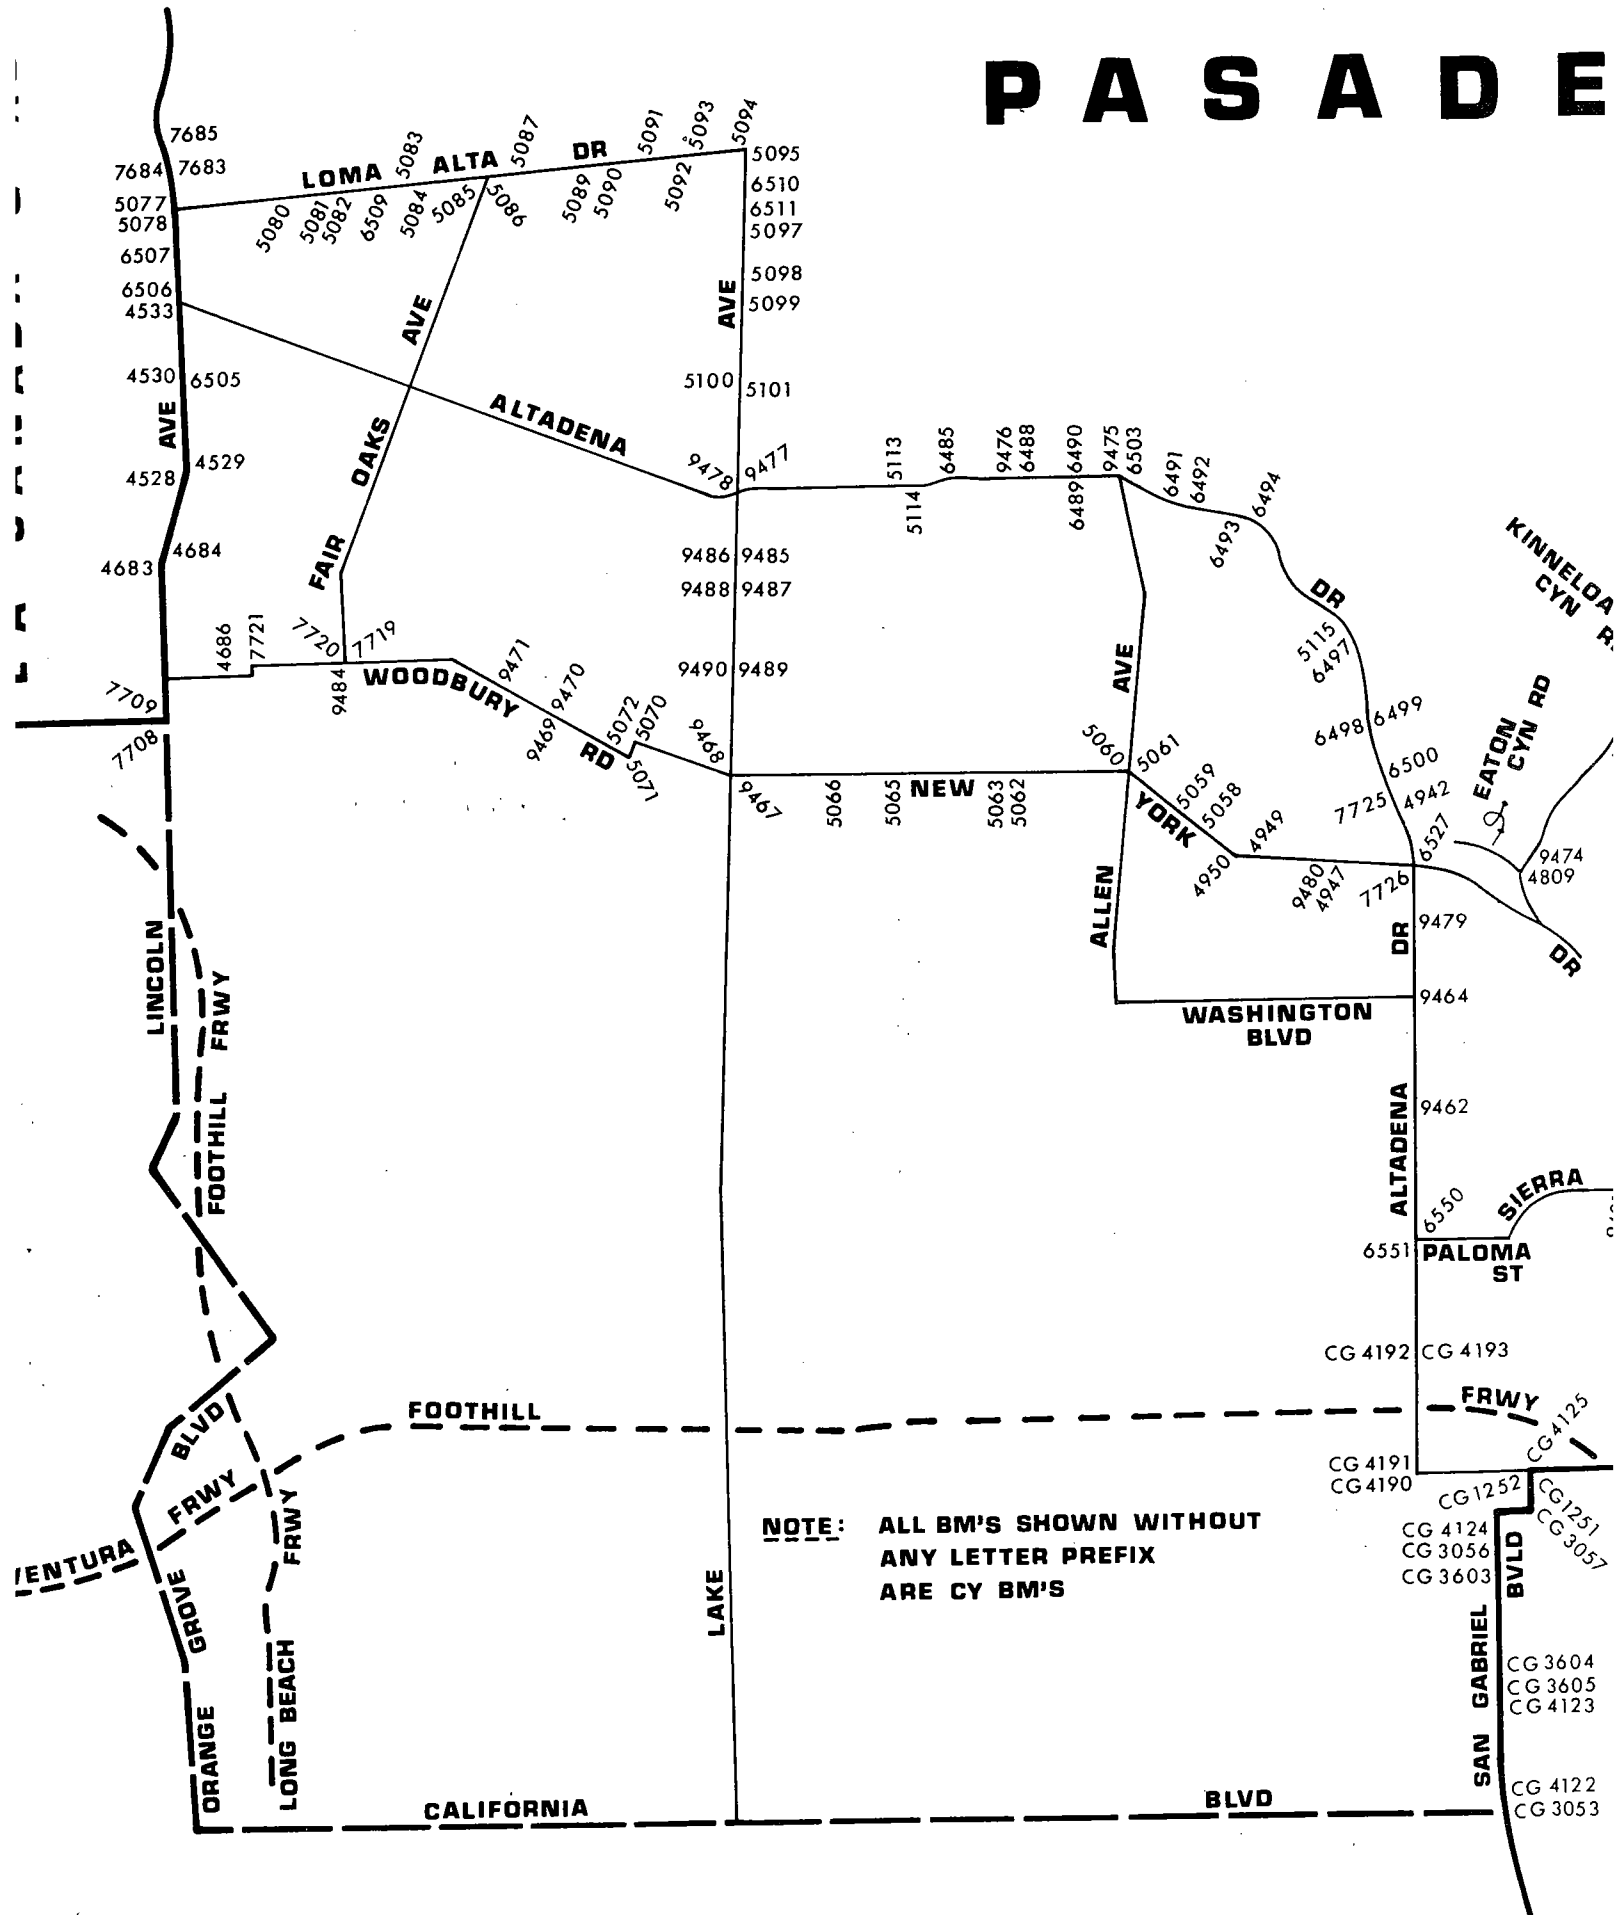 PASADE
7685
7684 7683
5077
5078
6507
6506
4533
4530 6505
AVE
4528 4529
4683 4684
LOMA ALTA DR
5083
5087
5091
5093
5094
5080
5081
5082
6509
5084
5085
5086
5089
5090
5092
5095
6510
6511
5097
5098
5099
AVE
5100 5101
FAIR OAKS AVE
ALTADENA
9478 9477
5113
5114
6485
9476
6488
6490
6489
9475
6503
6491
6492
6493
6494
DR
5115
6497
6498 6499
6500
7725 4942
6527
7726
9486 9485
9488 9487
9490 9489
4686
7721
7720 7719
9484
7709
7708
WOODBURY
RD
9471
9470
9469
5072
5070
5071
9468
9467
5066
5065
NEW
5063
5062
YORK
5060 5061
5059
5058
4949
4950
9480
4947
AVE
ALLEN
KINNELOA
CYN
EATON
CYN RD
9474
4809
DR
DR
9479
9464
WASHINGTON
BLVD
9462
ALTADENA
6550
6551
SIERRA
PALOMA
ST
LINCOLN
FOOTHILL FRWY
CG 4192 CG 4193
FOOTHILL
FRWY
CG 4125
CG 4191
CG 4190
CG 1252
CG 1251
CG 3057
CG 4124
CG 3056
CG 3603
BVLD
SAN GABRIEL
CG 3604
CG 3605
CG 4123
CG 4122
CG 3053
BLVD
FRWY
VENTURA
ORANGE GROVE
LONG BEACH FRWY
LAKE
NOTE: ALL BM'S SHOWN WITHOUT
ANY LETTER PREFIX
ARE CY BM'S
CALIFORNIA BLVD